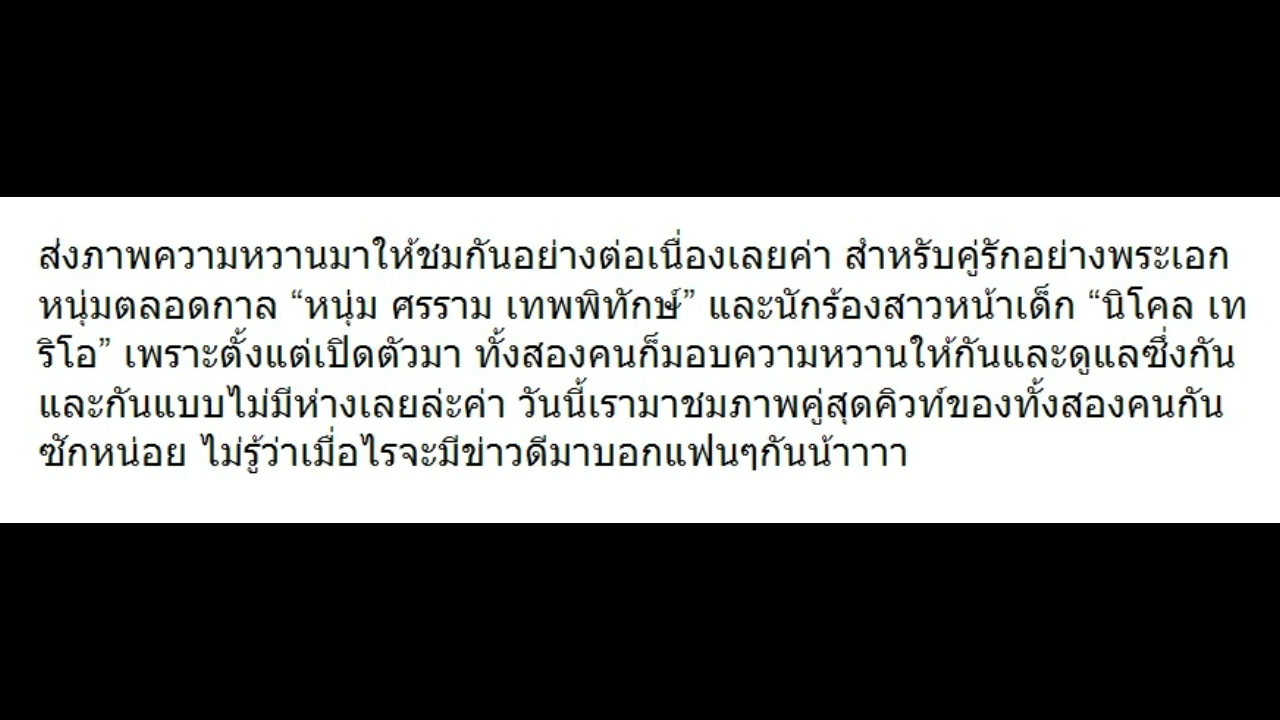 ส่งภาพความหวานมาให้ชมกันอย่างต่อเนื่องเลยค่า สำหรับคู่รักอย่างพระเอก
หนุ่มตลอดกาล “หนุ่ม ศรราม เทพพิทักษ์” และนักร้องสาวหน้าเด็ก “นิโคล เท
ริโอ” เพราะตั้งแต่เปิดตัวมา ทั้งสองคนก็มอบความหวานให้กันและดูแลซึ่งกัน
และกันแบบไม่มีห่างเลยล่ะค่า วันนี้เรามาชมภาพคู่สุดคิวท์ของทั้งสองคนกัน
ซักหน่อย ไม่รู้ว่าเมื่อไรจะมีข่าวดีมาบอกแฟนๆกันน้าาาา